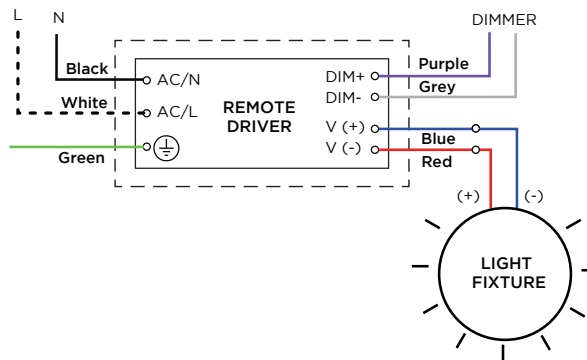 L N DIMMER
Black AC/N DIM+ Purple
White AC/L DIM- Grey
REMOTE
DRIVER
V (+) Blue
Green V (-) Red
(+) (-)
LIGHT
FIXTURE